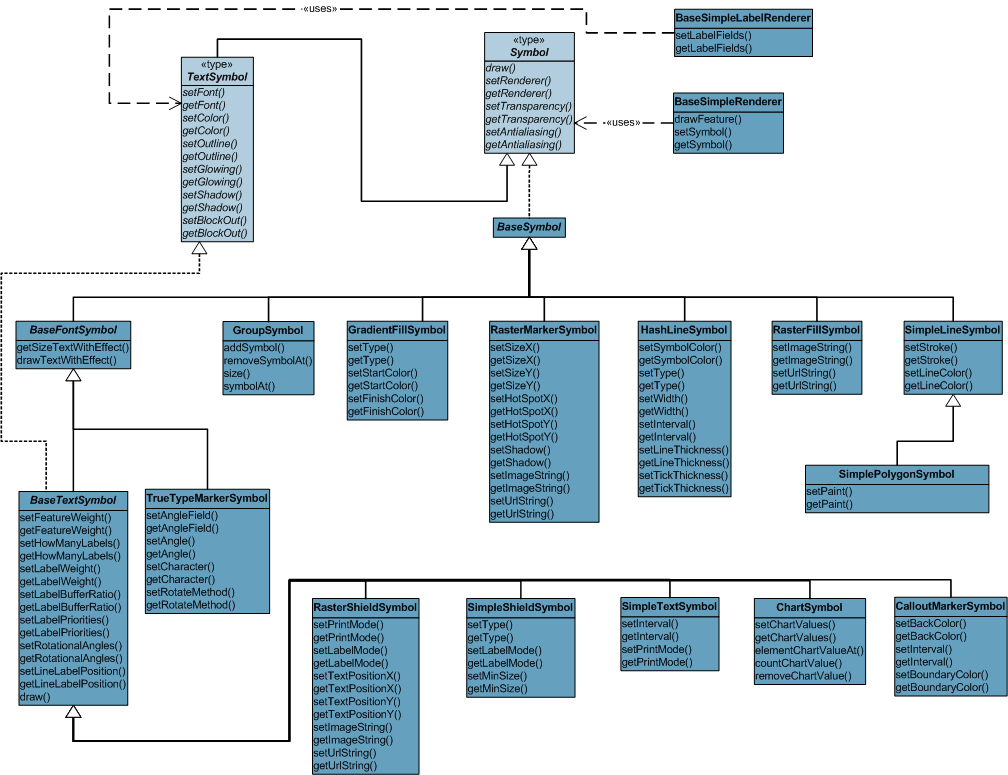 «uses»
BaseSimpleLabelRenderer
setLabelFields()
getLabelFields()
«type»
Symbol
draw()
setRenderer()
getRenderer()
setTransparency()
getTransparency()
setAntialiasing()
getAntialiasing()
«type»
TextSymbol
setFont()
getFont()
setColor()
getColor()
setOutline()
getOutline()
setGlowing()
getGlowing()
setShadow()
getShadow()
setBlockOut()
getBlockOut()
BaseSimpleRenderer
drawFeature()
setSymbol()
getSymbol()
«uses»
BaseSymbol
BaseFontSymbol
getSizeTextWithEffect()
drawTextWithEffect()
GroupSymbol
addSymbol()
removeSymbolAt()
size()
symbolAt()
GradientFillSymbol
setType()
getType()
setStartColor()
getStartColor()
setFinishColor()
getFinishColor()
RasterMarkerSymbol
setSizeX()
getSizeX()
setSizeY()
getSizeY()
setHotSpotX()
getHotSpotX()
setHotSpotY()
getHotSpotY()
setShadow()
getShadow()
setImageString()
getImageString()
setUrlString()
getUrlString()
HashLineSymbol
setSymbolColor()
getSymbolColor()
setType()
getType()
setWidth()
getWidth()
setInterval()
getInterval()
setLineThickness()
getLineThickness()
setTickThickness()
getTickThickness()
RasterFillSymbol
setImageString()
getImageString()
setUrlString()
getUrlString()
SimpleLineSymbol
setStroke()
getStroke()
setLineColor()
getLineColor()
SimplePolygonSymbol
setPaint()
getPaint()
BaseTextSymbol
setFeatureWeight()
getFeatureWeight()
setHowManyLabels()
getHowManyLabels()
setLabelWeight()
getLabelWeight()
setLabelBufferRatio()
getLabelBufferRatio()
setLabelPriorities()
getLabelPriorities()
setRotationalAngles()
getRotationalAngles()
setLineLabelPosition()
getLineLabelPosition()
draw()
TrueTypeMarkerSymbol
setAngleField()
getAngleField()
setAngle()
getAngle()
setCharacter()
getCharacter()
setRotateMethod()
getRotateMethod()
RasterShieldSymbol
setPrintMode()
getPrintMode()
setLabelMode()
getLabelMode()
setTextPositionX()
getTextPositionX()
setTextPositionY()
getTextPositionY()
setImageString()
getImageString()
setUrlString()
getUrlString()
SimpleShieldSymbol
setType()
getType()
setLabelMode()
getLabelMode()
setMinSize()
getMinSize()
SimpleTextSymbol
setInterval()
getInterval()
setPrintMode()
getPrintMode()
ChartSymbol
setChartValues()
getChartValues()
elementChartValueAt()
countChartValue()
removeChartValue()
CalloutMarkerSymbol
setBackColor()
getBackColor()
setInterval()
getInterval()
setBoundaryColor()
getBoundaryColor()